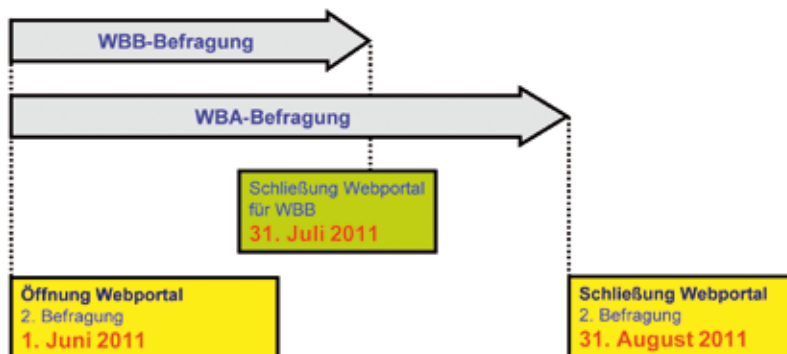 WBB-Befragung
WBA-Befragung
Schließung Webportal
für WBB
31. Juli 2011
Öffnung Webportal
2. Befragung
1. Juni 2011
Schließung Webportal
2. Befragung
31. August 2011